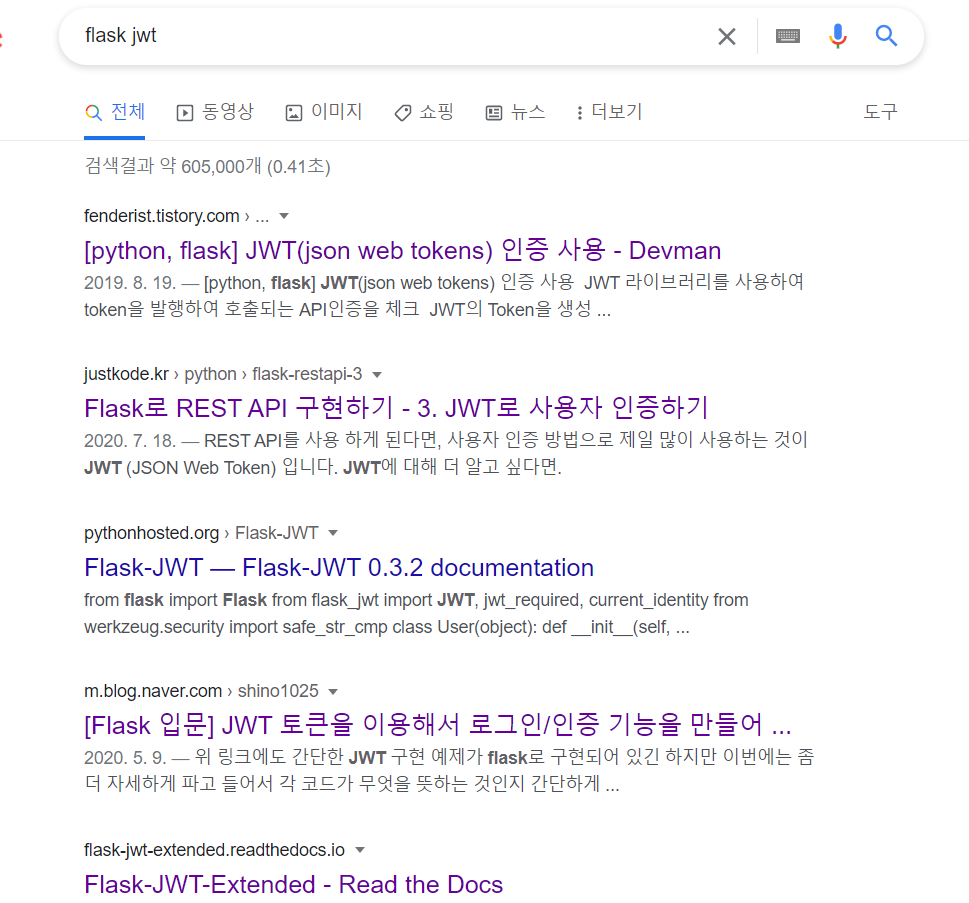 flask jwt
전체 동영상 이미지 쇼핑 뉴스 더보기 도구
검색결과 약 605,000개 (0.41초)
fenderist.tistory.com › ...
[python, flask] JWT(json web tokens) 인증 사용 - Devman
2019. 8. 19. — [python, flask] JWT(json web tokens) 인증 사용 JWT 라이브러리를 사용하여
token을 발행하여 호출되는 API인증을 체크 JWT의 Token을 생성 ...
justkode.kr › python › flask-restapi-3
Flask로 REST API 구현하기 - 3. JWT로 사용자 인증하기
2020. 7. 18. — REST API를 사용 하게 된다면, 사용자 인증 방법으로 제일 많이 사용하는 것이
JWT (JSON Web Token) 입니다. JWT에 대해 더 알고 싶다면.
pythonhosted.org › Flask-JWT
Flask-JWT — Flask-JWT 0.3.2 documentation
from flask import Flask from flask_jwt import JWT, jwt_required, current_identity from
werkzeug.security import safe_str_cmp class User(object): def __init__(self, ...
m.blog.naver.com › shino1025
[Flask 입문] JWT 토큰을 이용해서 로그인/인증 기능을 만들어 ...
2020. 5. 9. — 위 링크에도 간단한 JWT 구현 예제가 flask로 구현되어 있긴 하지만 이번에는 좀
더 자세하게 파고 들어서 각 코드가 무엇을 뜻하는 것인지 간단하게 ...
flask-jwt-extended.readthedocs.io
Flask-JWT-Extended - Read the Docs